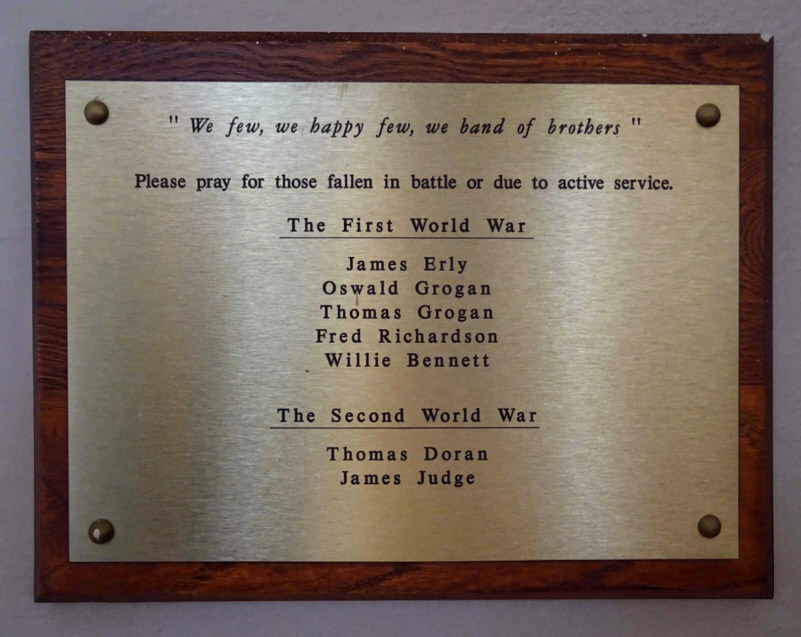 " We few, we happy few, we band of brothers "
Please pray for those fallen in battle or due to active service.
The First World War
James Erly
Oswald Grogan
Thomas Grogan
Fred Richardson
Willie Bennett
The Second World War
Thomas Doran
James Judge